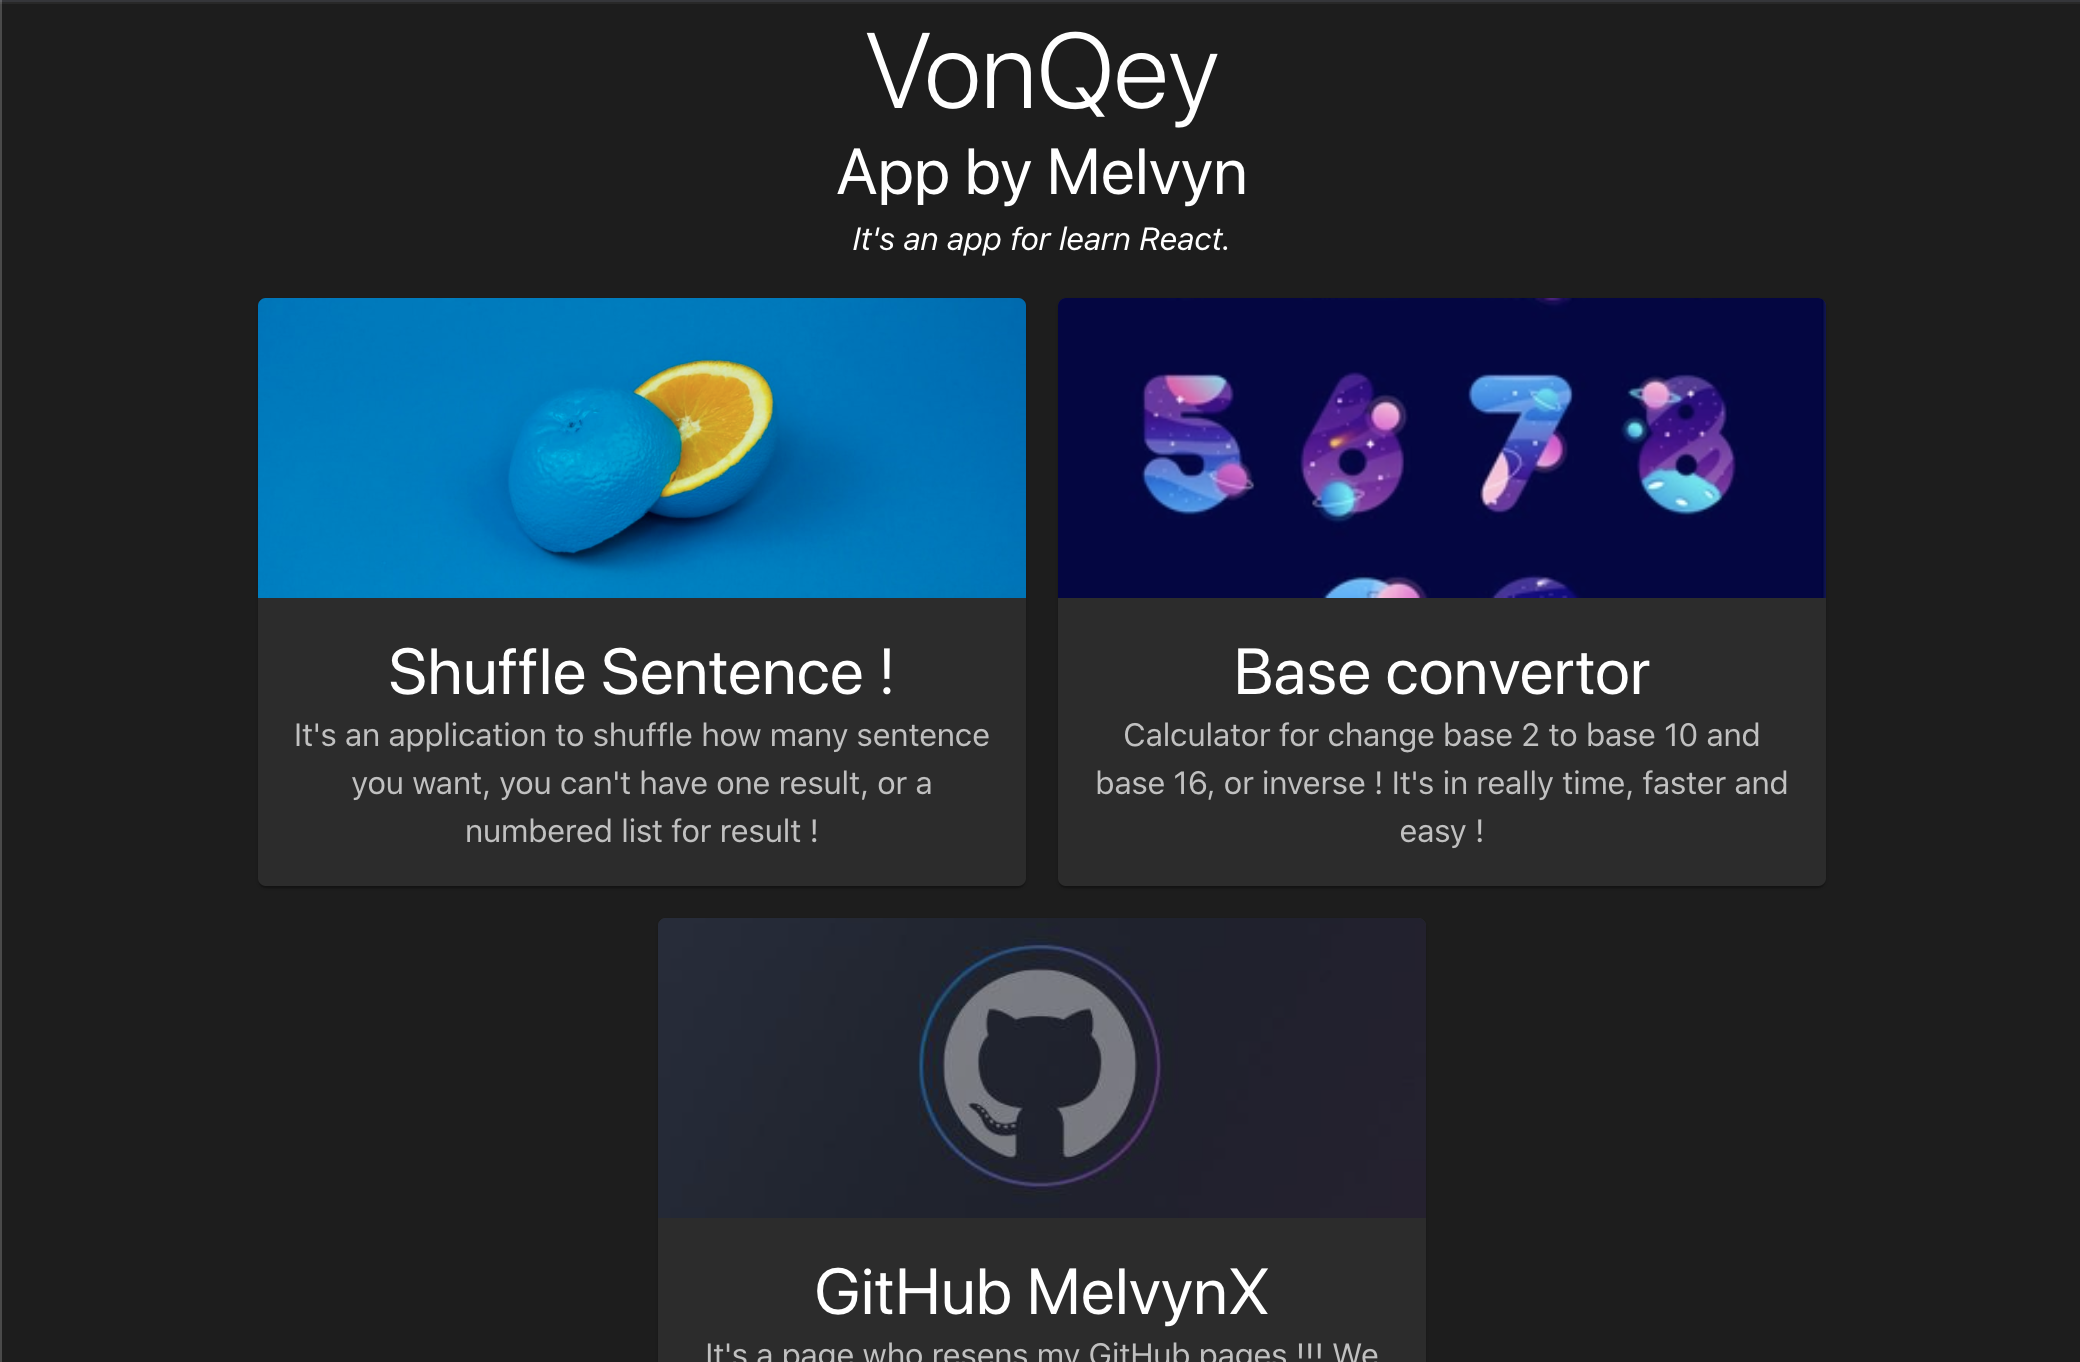 VonQey
App by Melvyn
It's an app for learn React.
5 6 7 8
Shuffle Sentence !
It's an application to shuffle how many sentence
you want, you can't have one result, or a
numbered list for result !
Base convertor
Calculator for change base 2 to base 10 and
base 16, or inverse ! It's in really time, faster and
easy !
GitHub MelvynX
It's a page who resens my GitHub pages !!! We